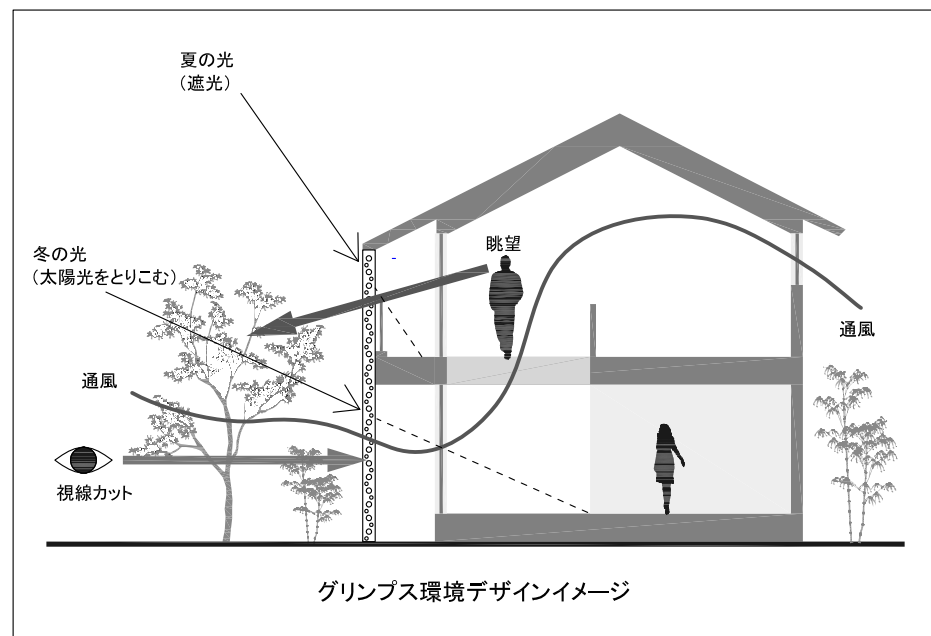 夏の光
(遮光)
眺望
冬の光
(太陽光をとりこむ)
通風
通風
視線カット
グリンプス環境デザインイメージ